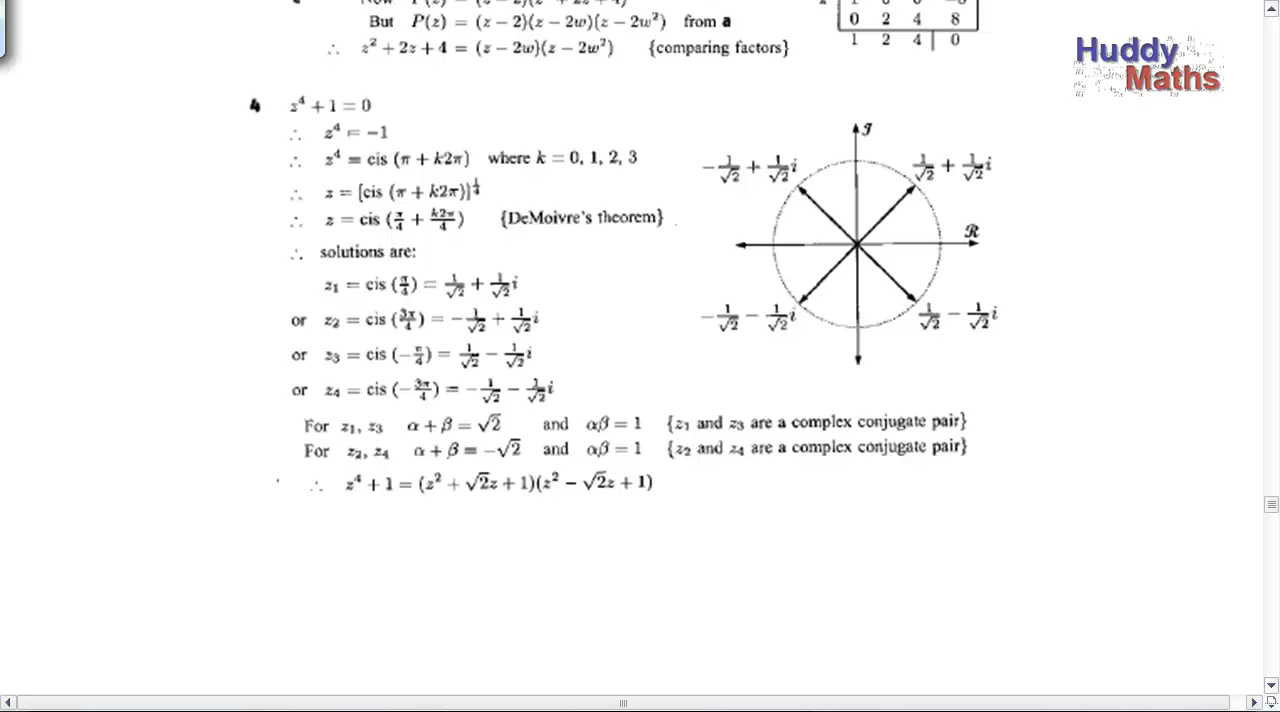 But P(z) = (z − 2)(z − 2w)(z − 2w²) from a
∴ z² + 2z + 4 = (z − 2w)(z − 2w²) {comparing factors}
0 2 4 8
1 2 4 0
Huddy
Maths
4 z⁴ + 1 = 0
∴ z⁴ = −1
∴ z⁴ = cis (π + k2π) where k = 0, 1, 2, 3
∴ z = [cis (π + k2π)]^¼
∴ z = cis (π/4 + k2π/4) {DeMoivre's theorem}
∴ solutions are:
z₁ = cis (π/4) = 1/√2 + 1/√2 i
or z₂ = cis (3π/4) = −1/√2 + 1/√2 i
or z₃ = cis (−π/4) = 1/√2 − 1/√2 i
or z₄ = cis (−3π/4) = −1/√2 − 1/√2 i
ℐ
−1/√2 + 1/√2 i
1/√2 + 1/√2 i
ℛ
−1/√2 − 1/√2 i
1/√2 − 1/√2 i
For z₁, z₃ α + β = √2 and αβ = 1 {z₁ and z₃ are a complex conjugate pair}
For z₂, z₄ α + β = −√2 and αβ = 1 {z₂ and z₄ are a complex conjugate pair}
∴ z⁴ + 1 = (z² + √2z + 1)(z² − √2z + 1)